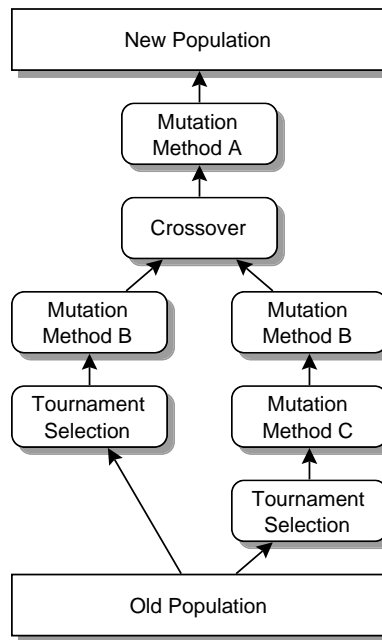 New Population
Mutation
Method A
Crossover
Mutation
Method B
Mutation
Method B
Tournament
Selection
Mutation
Method C
Tournament
Selection
Old Population